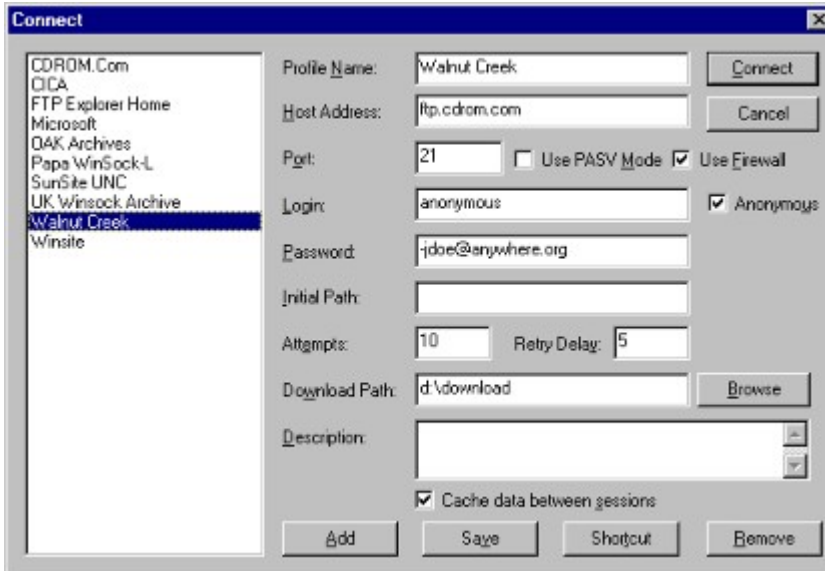 Connect
CDROM.Com
CICA
FTP Explorer Home
Microsoft
OAK Archives
Papa WinSock-L
SunSite UNC
UK Winsock Archive
Walnut Creek
Winsite
Profile Name: Walnut Creek Connect
Host Address: ftp.cdrom.com Cancel
Port: 21 Use PASV Mode Use Firewall
Login: anonymous Anonymous
Password: -jdoe@anywhere.org
Initial Path:
Attempts: 10 Retry Delay: 5
Download Path: d:\download Browse
Description:
Cache data between sessions
Add Save Shortcut Remove